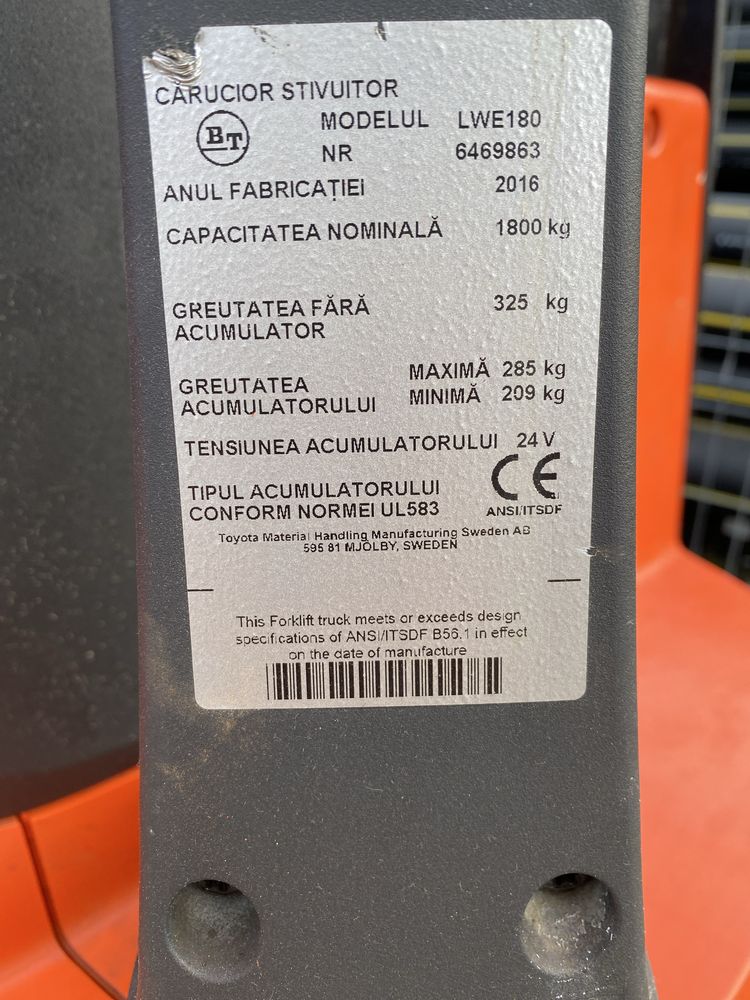 CĂRUCIOR STIVUITOR
BT
MODELUL LWE180
NR 6469863
ANUL FABRICAȚIEI 2016
CAPACITATEA NOMINALĂ 1800 kg
GREUTATEA FĂRĂ 325 kg
ACUMULATOR
GREUTATEA MAXIMĂ 285 kg
ACUMULATORULUI MINIMĂ 209 kg
TENSIUNEA ACUMULATORULUI 24 V
CE
TIPUL ACUMULATORULUI
CONFORM NORMEI UL583 ANSI/ITSDF
Toyota Material Handling Manufacturing Sweden AB
595 81 MJÖLBY, SWEDEN
This Forklift truck meets or exceeds design
specifications of ANSI/ITSDF B56.1 in effect
on the date of manufacture